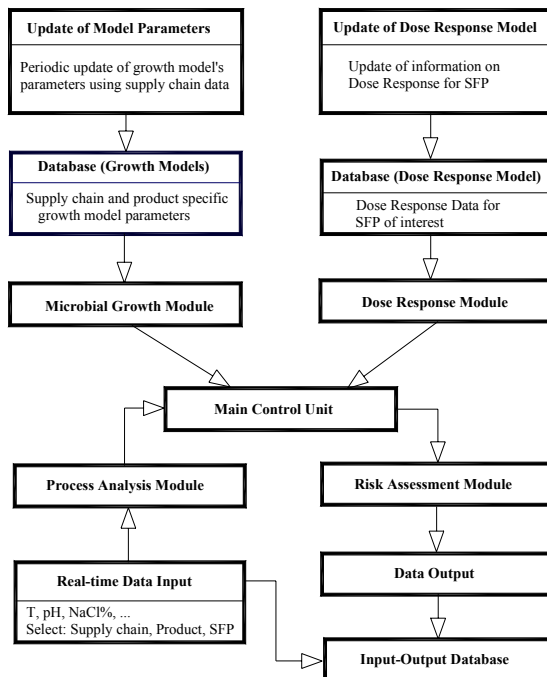 Update of Model Parameters
Periodic update of growth model's
parameters using supply chain data
Update of Dose Response Model
Update of information on
Dose Response for SFP
Database (Growth Models)
Supply chain and product specific
growth model parameters
Database (Dose Response Model)
Dose Response Data for
SFP of interest
Microbial Growth Module
Dose Response Module
Main Control Unit
Process Analysis Module
Risk Assessment Module
Real-time Data Input
T, pH, NaCl%, ...
Select: Supply chain, Product, SFP
Data Output
Input-Output Database